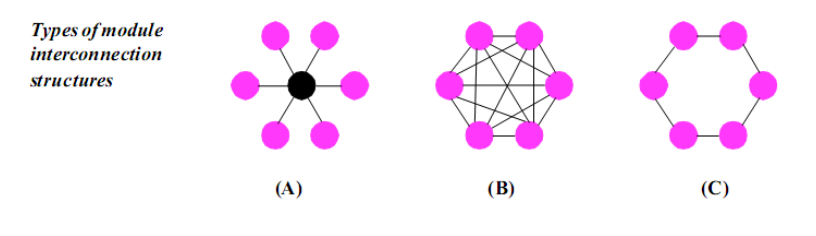 Types of module
interconnection
structures
(A)
(B)
(C)